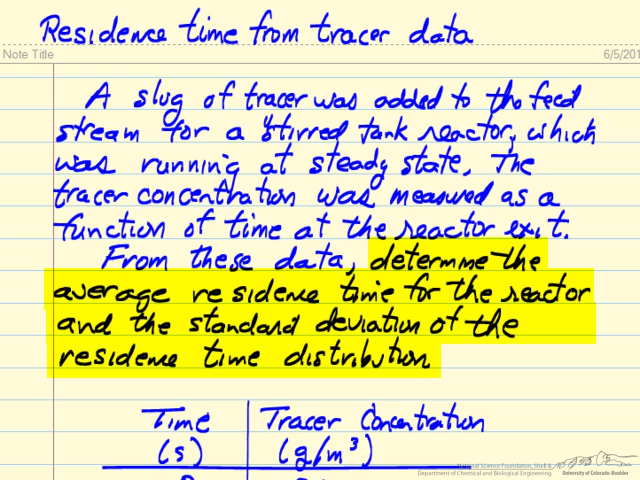 Residence time from tracer data
Note Title
6/5/201
A slug of tracer was added to the feed
stream for a stirred tank reactor, which
was running at steady state. The
tracer concentration was measured as a
function of time at the reactor exit.
From these data, determine the
average residence time for the reactor
and the standard deviation of the
residence time distribution.
Time Tracer Concentration
(s) (g/m³)
National Science Foundation, Shell &
Department of Chemical and Biological Engineering
University of Colorado-Boulder